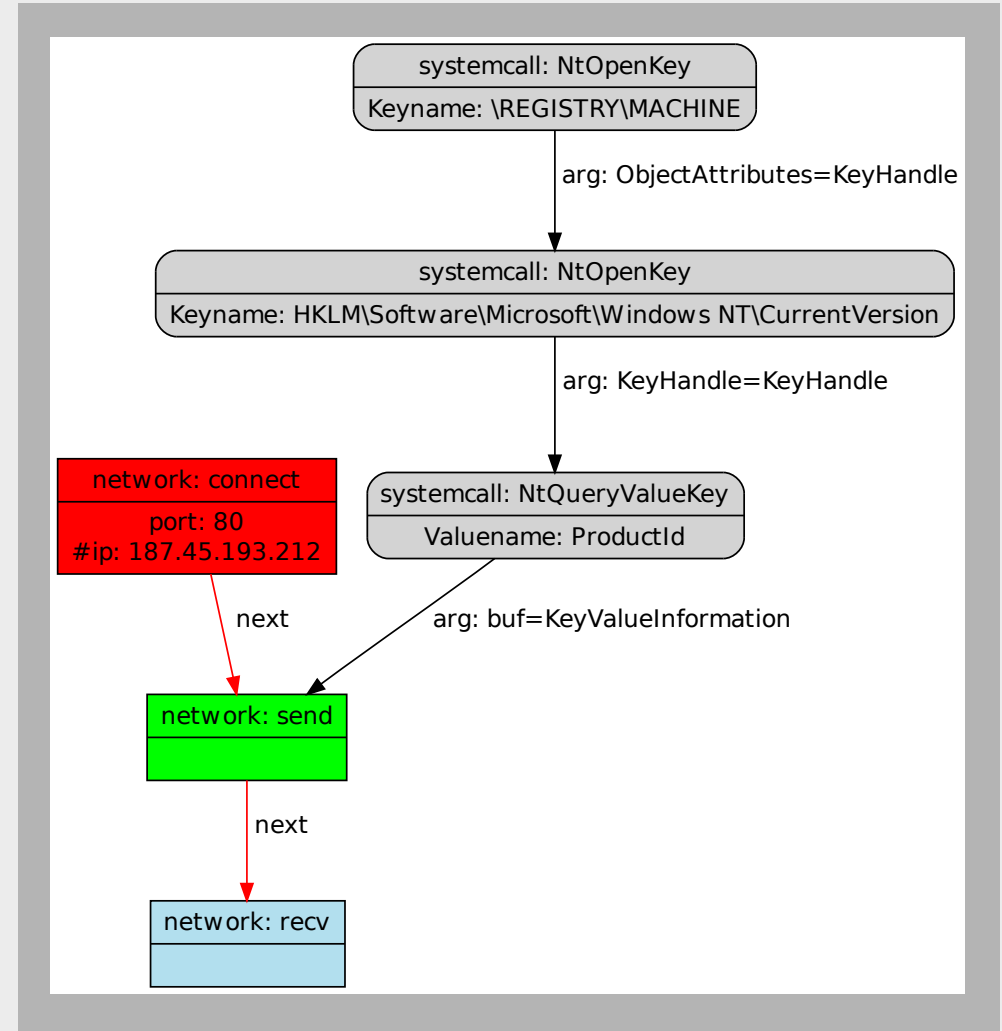 systemcall: NtOpenKey
Keyname: \REGISTRY\MACHINE
arg: ObjectAttributes=KeyHandle
systemcall: NtOpenKey
Keyname: HKLM\Software\Microsoft\Windows NT\CurrentVersion
arg: KeyHandle=KeyHandle
network: connect
port: 80
#ip: 187.45.193.212
systemcall: NtQueryValueKey
Valuename: ProductId
next
arg: buf=KeyValueInformation
network: send
next
network: recv